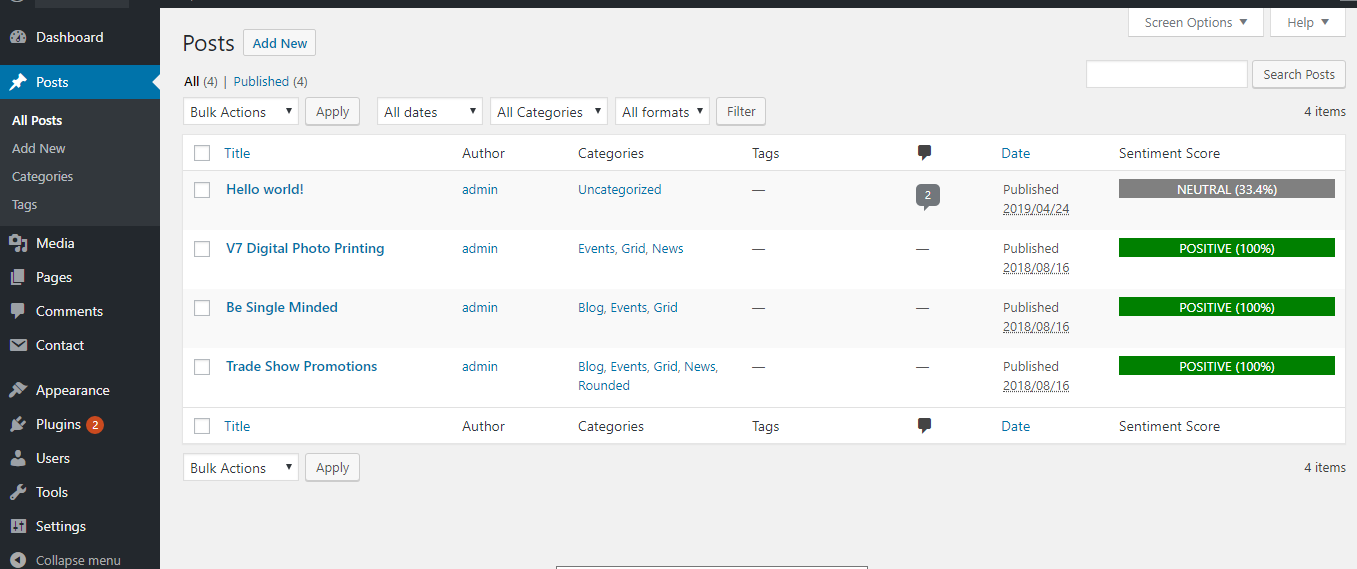 Dashboard
Posts
All Posts
Add New
Categories
Tags
Media
Pages
Comments
Contact
Appearance
Plugins 2
Users
Tools
Settings
Collapse menu
Screen Options ▼ Help ▼
Posts Add New
All (4) | Published (4)
Search Posts
Bulk Actions ▼ Apply All dates ▼ All Categories ▼ All formats ▼ Filter 4 items
Title Author Categories Tags Date Sentiment Score
Hello world! admin Uncategorized — 2 Published NEUTRAL (33.4%)
2019/04/24
V7 Digital Photo Printing admin Events, Grid, News — — Published POSITIVE (100%)
2018/08/16
Be Single Minded admin Blog, Events, Grid — — Published POSITIVE (100%)
2018/08/16
Trade Show Promotions admin Blog, Events, Grid, News, — — Published POSITIVE (100%)
Rounded 2018/08/16
Title Author Categories Tags Date Sentiment Score
Bulk Actions ▼ Apply 4 items